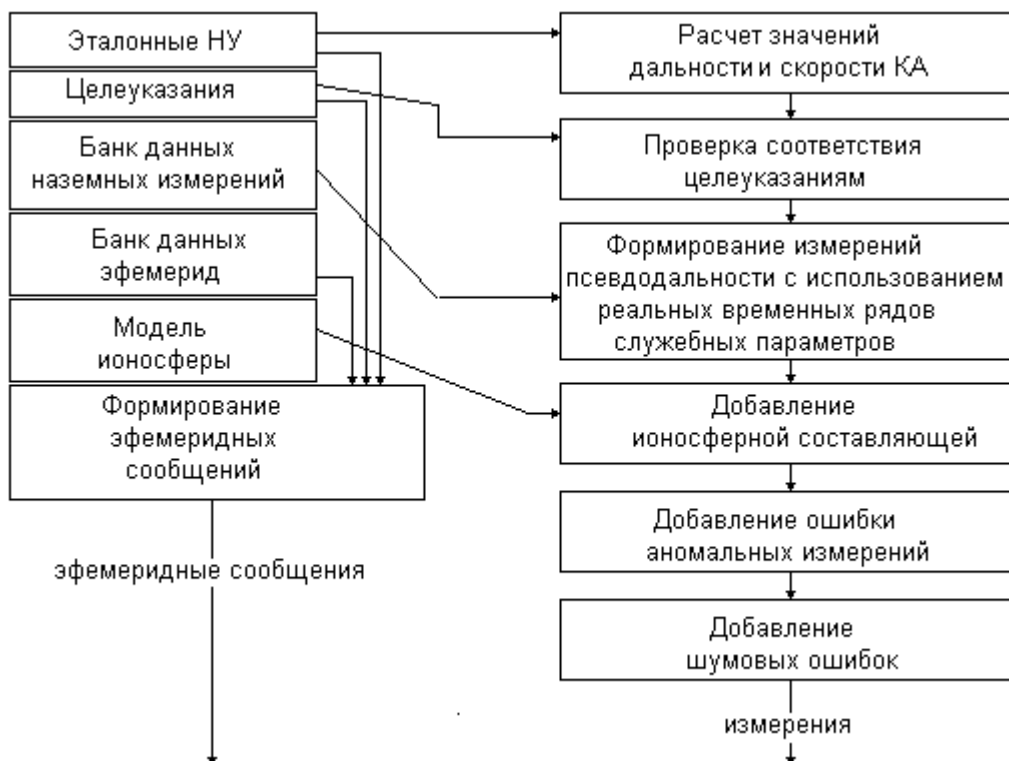 Эталонные НУ
Целеуказания
Банк данных
наземных измерений
Банк данных
эфемерид
Модель
ионосферы
Формирование
эфемеридных
сообщений
эфемеридные сообщения
Расчет значений
дальности и скорости КА
Проверка соответствия
целеуказаниям
Формирование измерений
псевдодальности с использованием
реальных временных рядов
служебных параметров
Добавление
ионосферной составляющей
Добавление ошибки
аномальных измерений
Добавление
шумовых ошибок
измерения